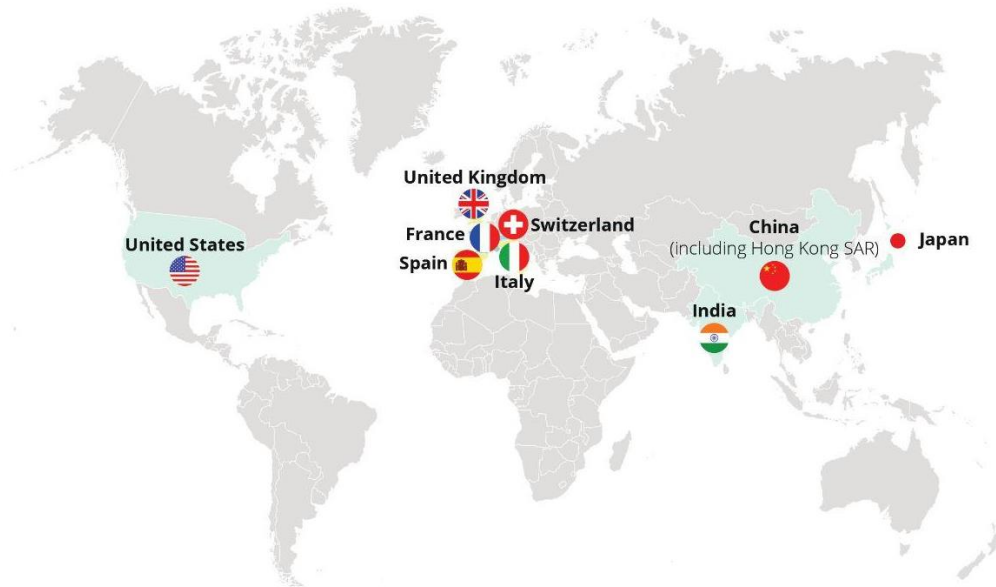 United Kingdom
Switzerland
France
Spain
Italy
United States
China
(including Hong Kong SAR)
Japan
India